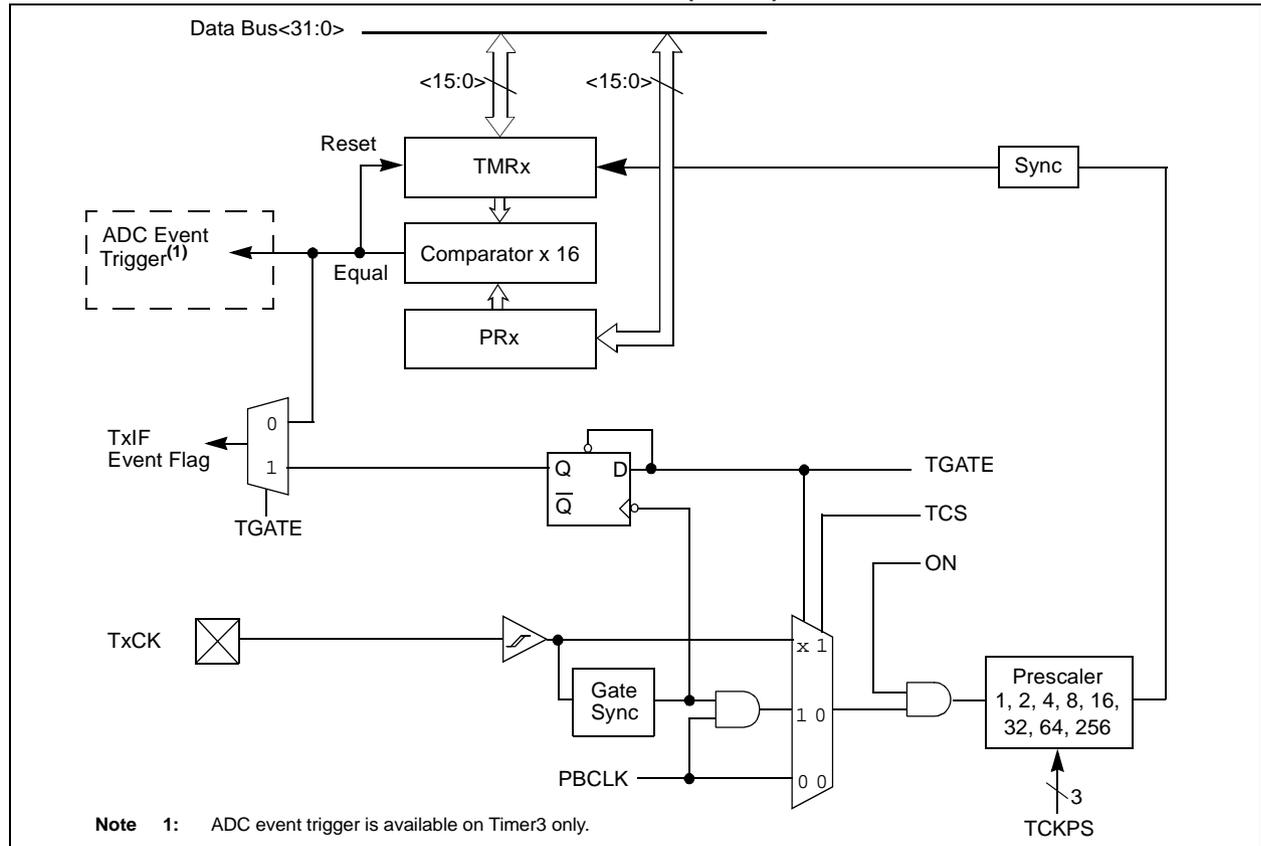 Data Bus<31:0>
<15:0>
<15:0>
Reset
TMRx
Sync
ADC Event
Trigger(1)
Equal
Comparator x 16
PRx
0
1
TxIF
Event Flag
TGATE
Q
D
Q
TGATE
TCS
ON
TxCK
x 1
Gate
Sync
1 0
Prescaler
1, 2, 4, 8, 16,
32, 64, 256
PBCLK
0 0
3
TCKPS
Note 1: ADC event trigger is available on Timer3 only.